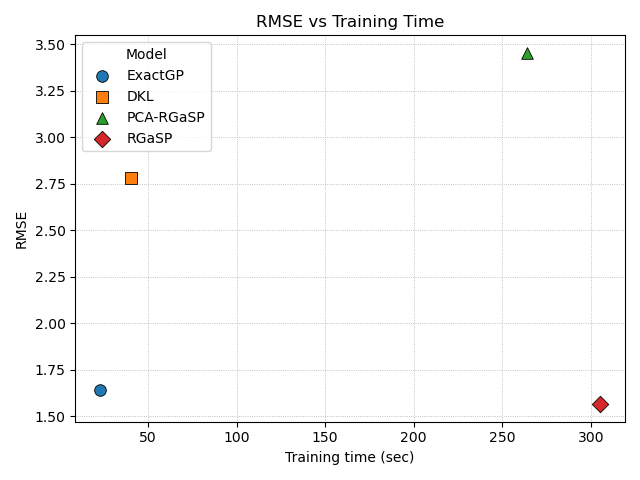 RMSE vs Training Time
3.50
3.25
3.00
2.75
2.50
2.25
2.00
1.75
1.50
RMSE
Model
ExactGP
DKL
PCA-RGaSP
RGaSP
50 100 150 200 250 300
Training time (sec)